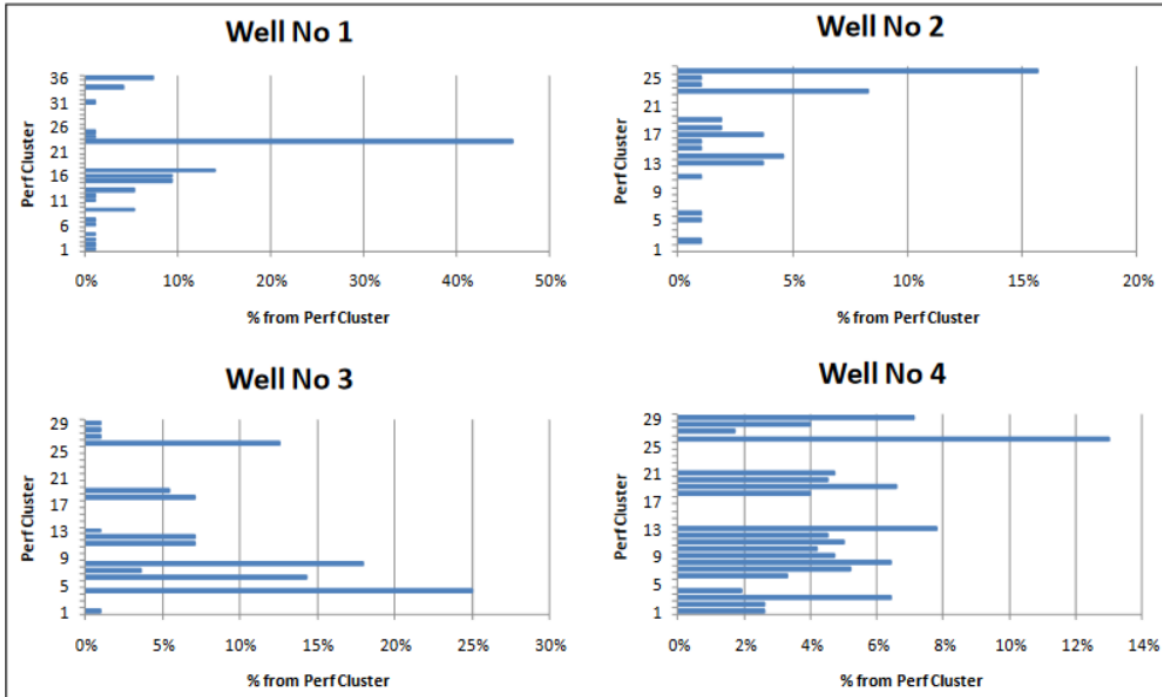 Well No 1
Perf Cluster
36
31
26
21
16
11
6
1
0% 10% 20% 30% 40% 50%
% from Perf Cluster
Well No 2
Perf Cluster
25
21
17
13
9
5
1
0% 5% 10% 15% 20%
% from Perf Cluster
Well No 3
Perf Cluster
29
25
21
17
13
9
5
1
0% 5% 10% 15% 20% 25% 30%
% from Perf Cluster
Well No 4
Perf Cluster
29
25
21
17
13
9
5
1
0% 2% 4% 6% 8% 10% 12% 14%
% from Perf Cluster